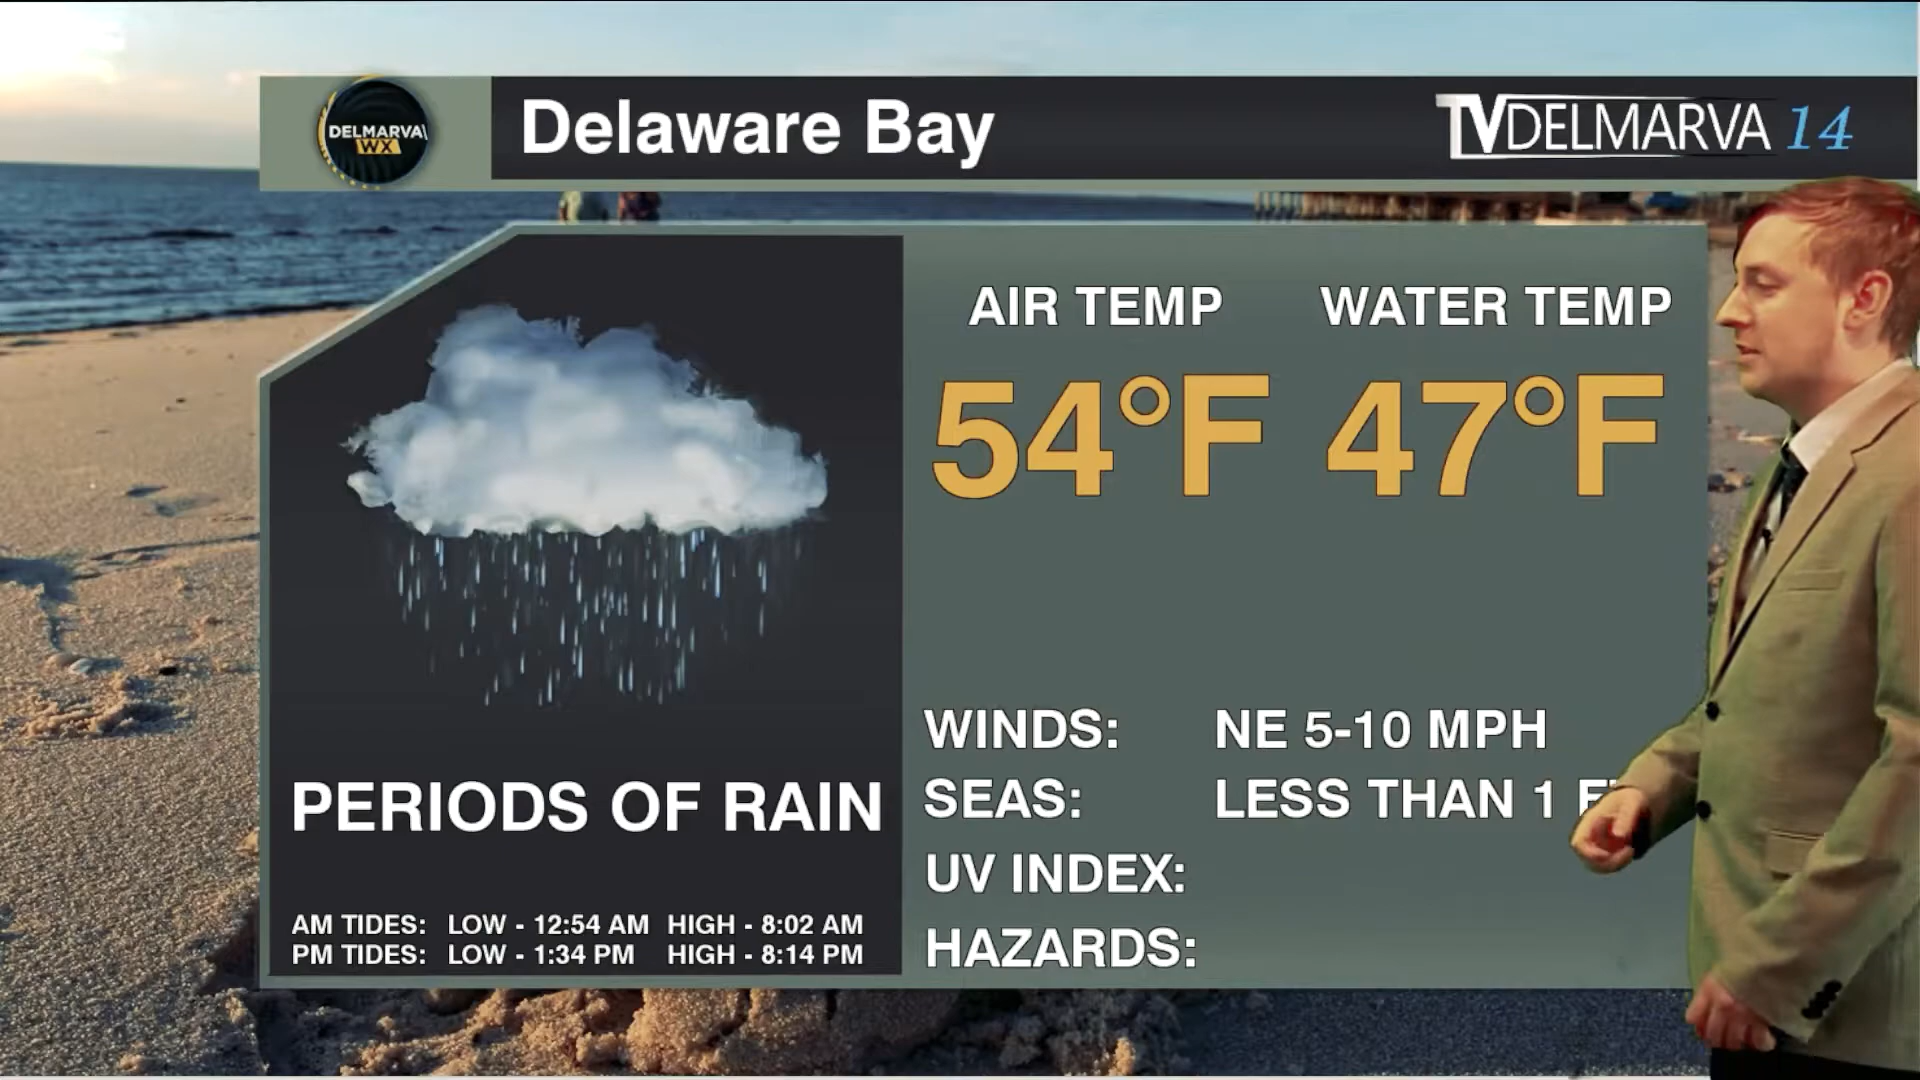 DELMARVA
WX
Delaware Bay
TVDELMARVA 14
AIR TEMP
WATER TEMP
54°F
47°F
PERIODS OF RAIN
AM TIDES: LOW - 12:54 AM HIGH - 8:02 AM
PM TIDES: LOW - 1:34 PM HIGH - 8:14 PM
WINDS: NE 5-10 MPH
SEAS: LESS THAN 1
UV INDEX:
HAZARDS: